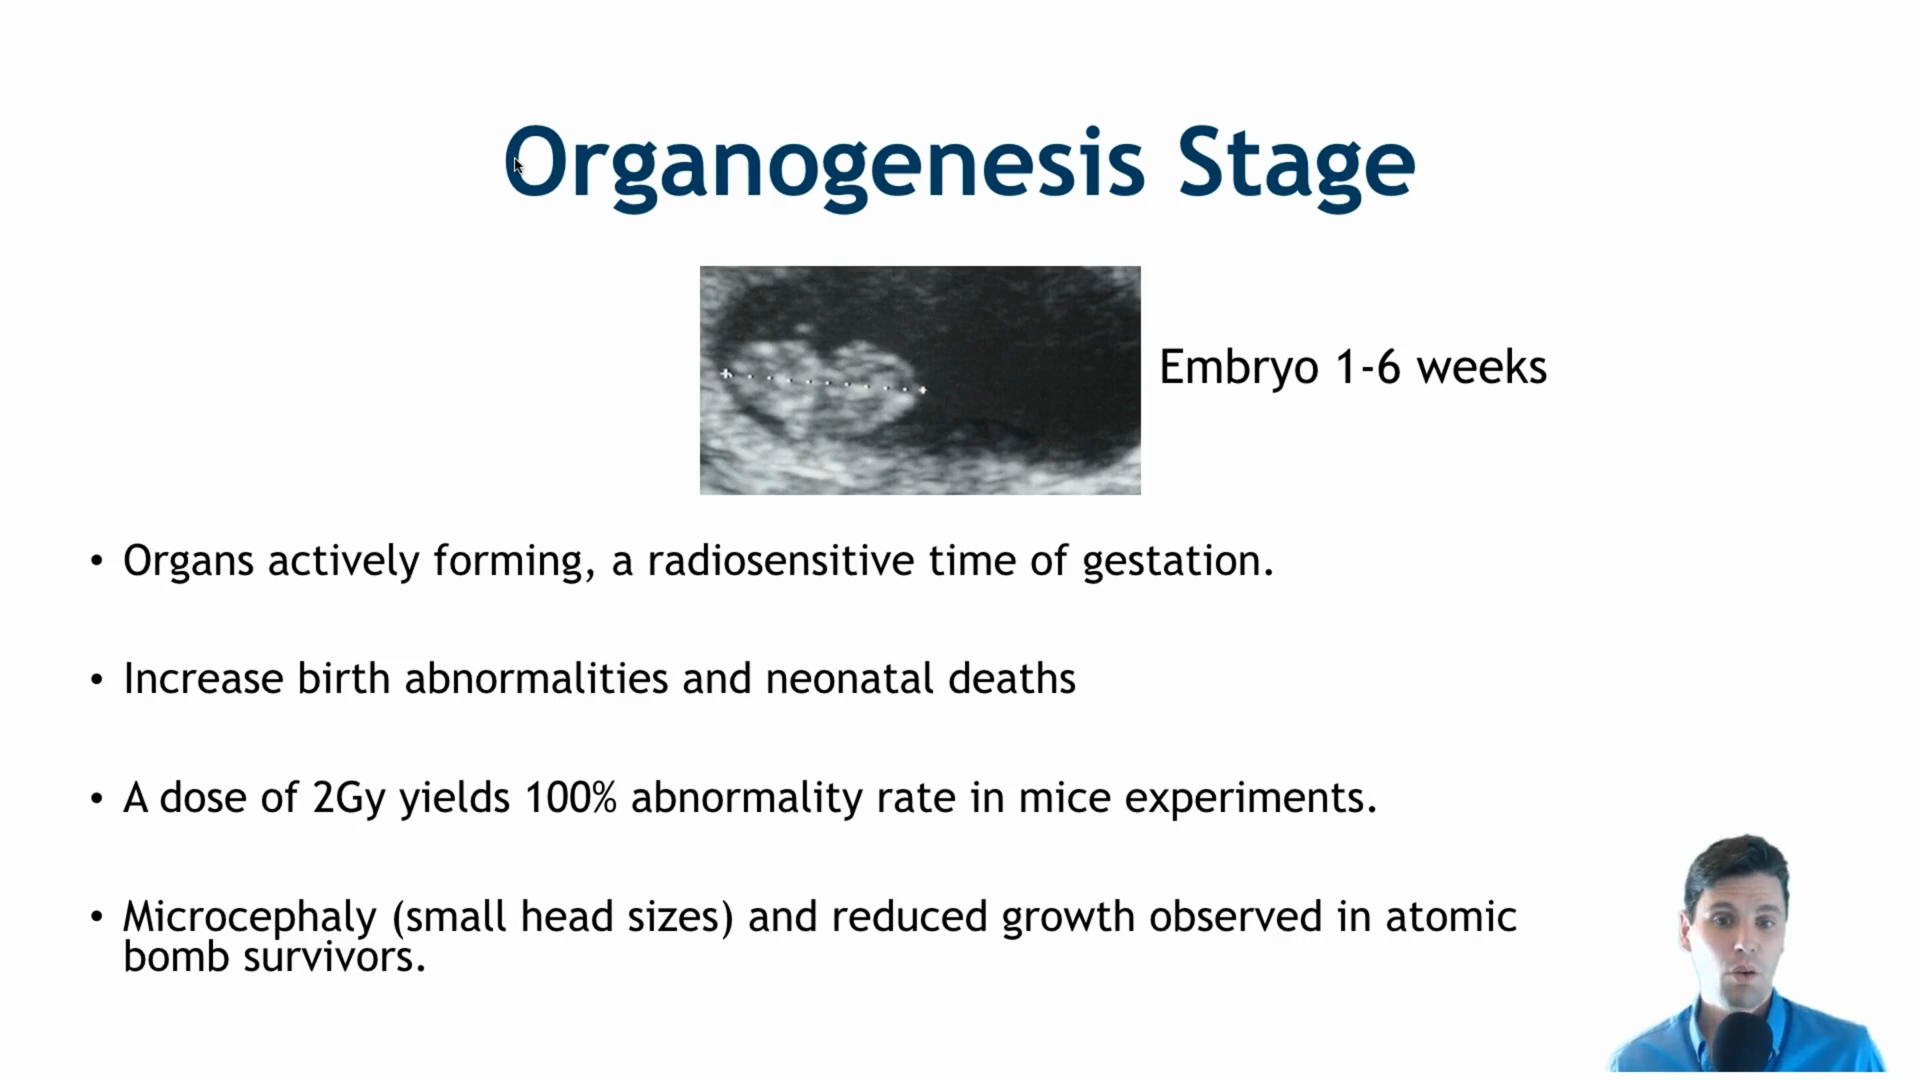 Organogenesis Stage
Embryo 1-6 weeks
• Organs actively forming, a radiosensitive time of gestation.
• Increase birth abnormalities and neonatal deaths
• A dose of 2Gy yields 100% abnormality rate in mice experiments.
• Microcephaly (small head sizes) and reduced growth observed in atomic
bomb survivors.